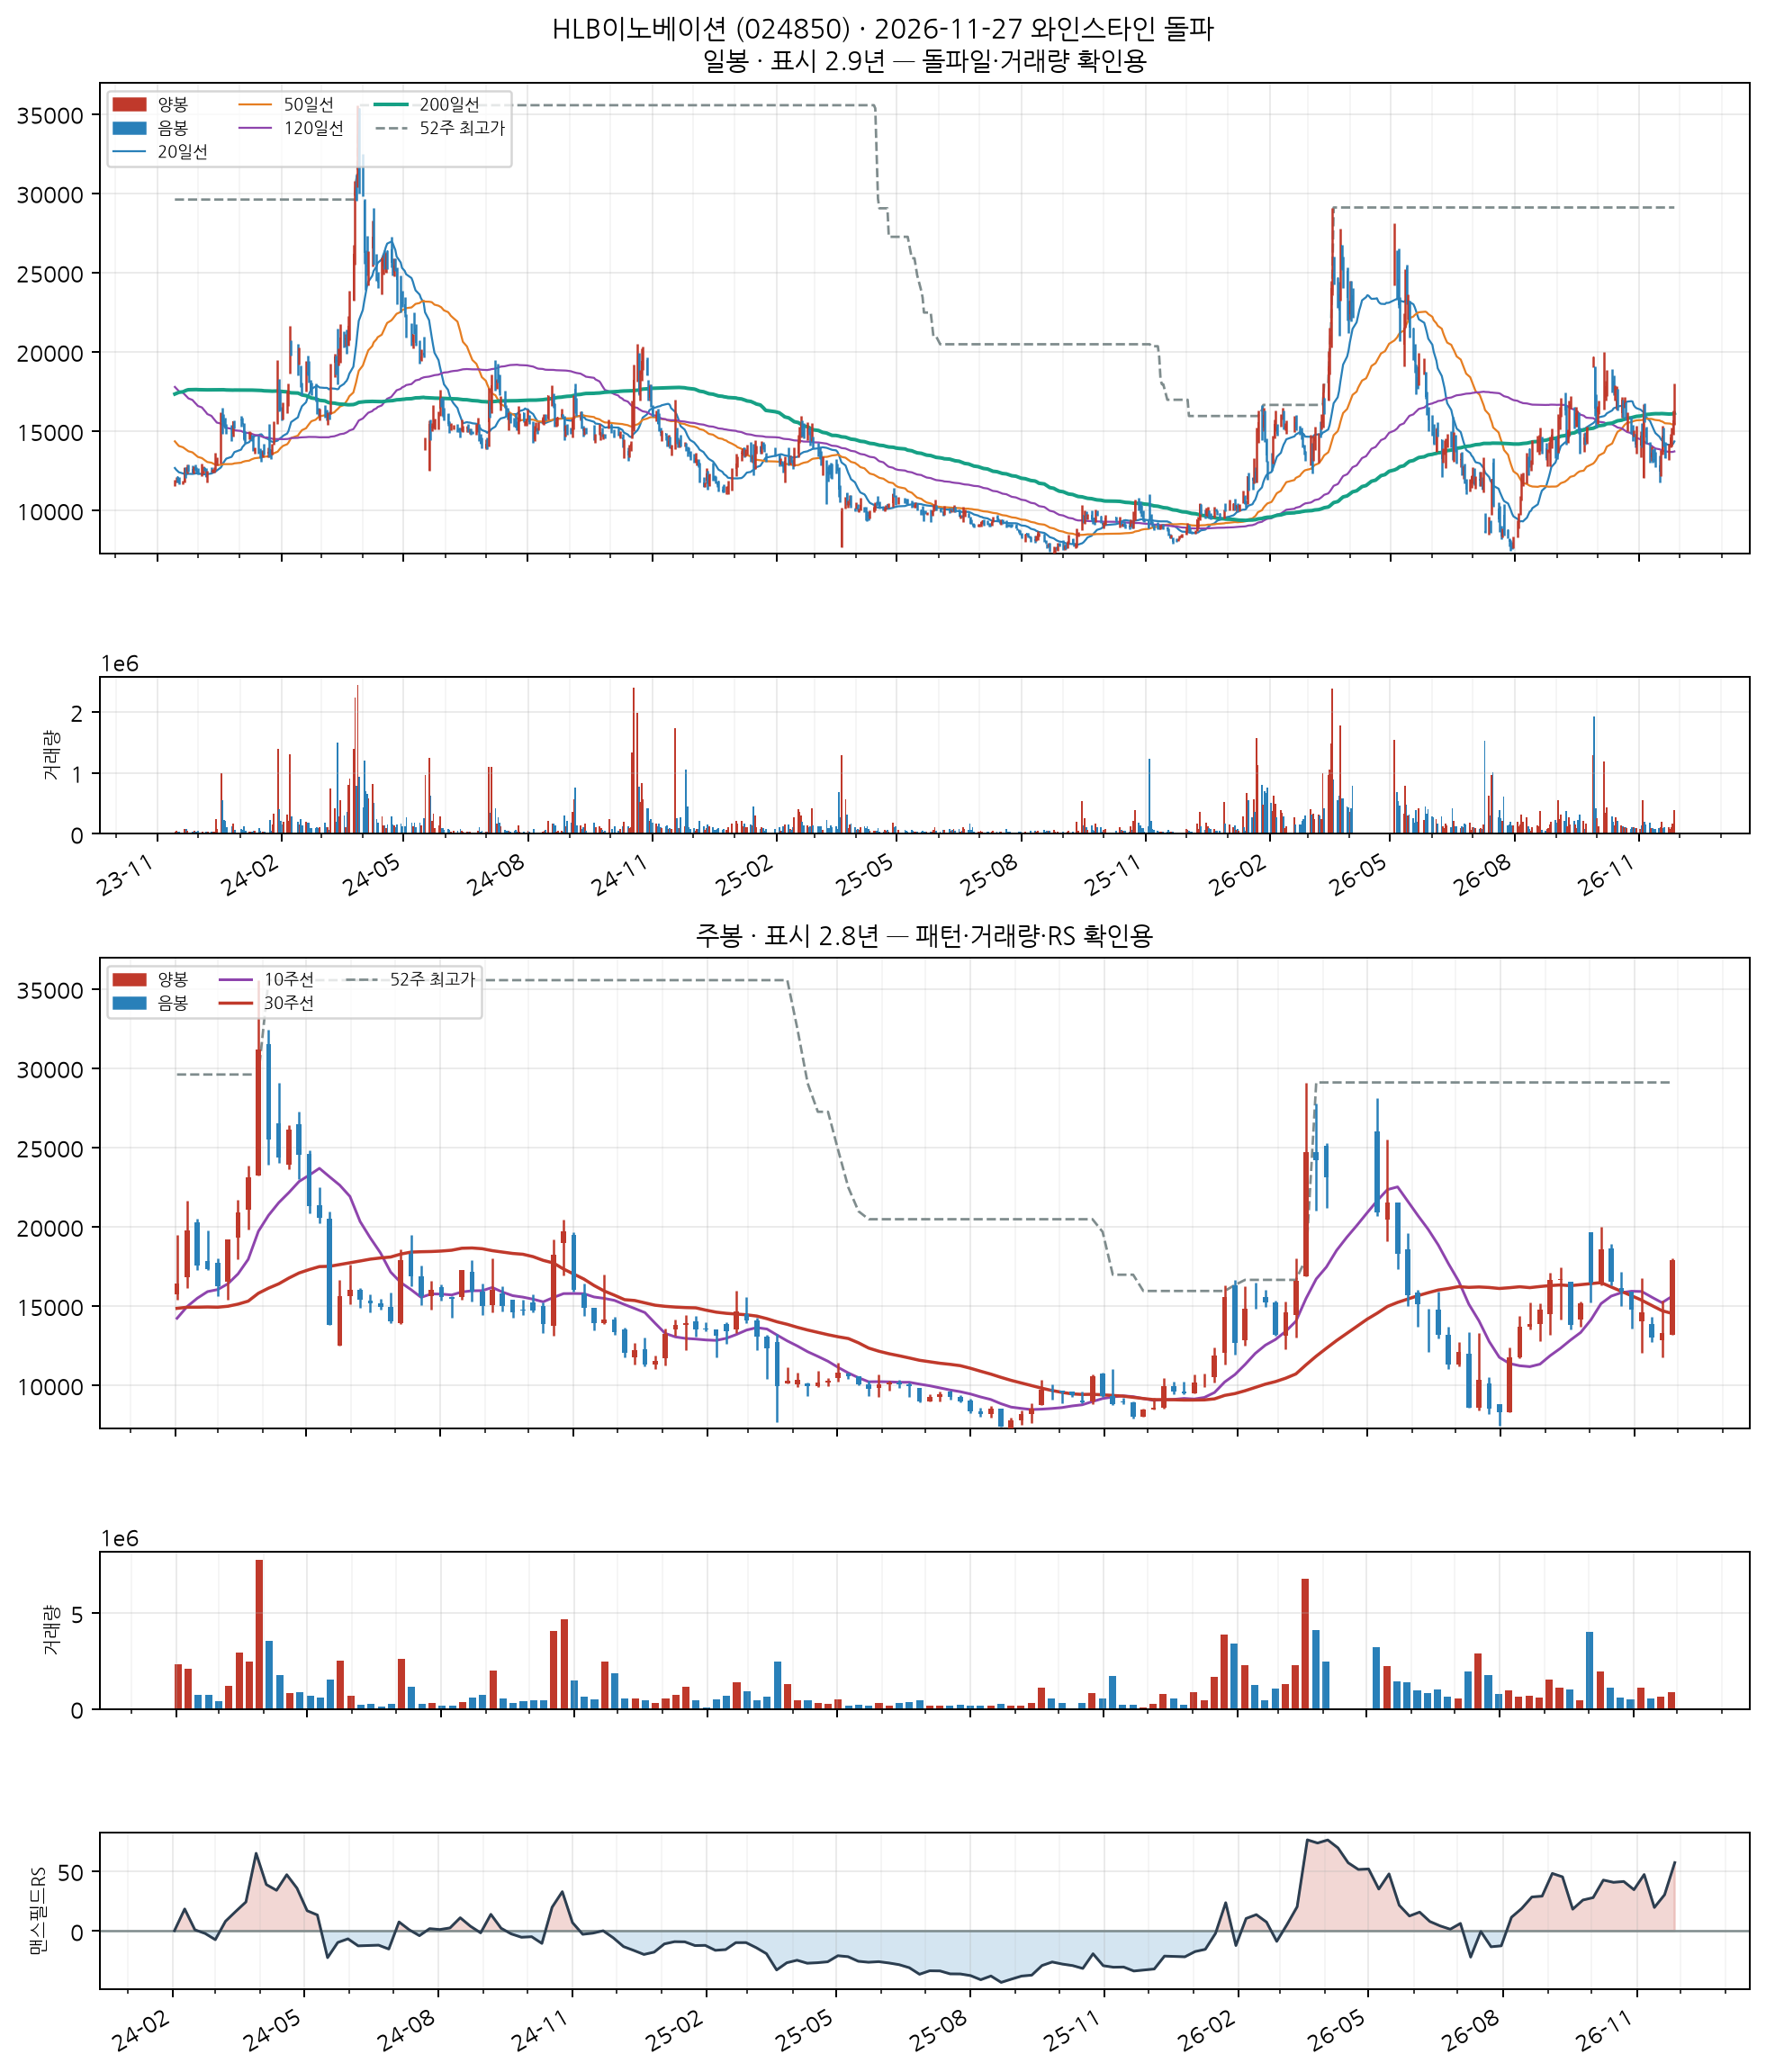 HLB이노베이션 (024850) · 2026-11-27 와인스타인 돌파
일봉 · 표시 2.9년 — 돌파일·거래량 확인용
양봉
음봉
20일선
50일선
120일선
200일선
52주 최고가
35000
30000
25000
20000
15000
10000
1e6
거래량
2
1
0
23-11
24-02
24-05
24-08
24-11
25-02
25-05
25-08
25-11
26-02
26-05
26-08
26-11
주봉 · 표시 2.8년 — 패턴·거래량·RS 확인용
양봉
음봉
10주선
30주선
52주 최고가
35000
30000
25000
20000
15000
10000
1e6
거래량
5
0
맨스필드RS
50
0
24-02
24-05
24-08
24-11
25-02
25-05
25-08
25-11
26-02
26-05
26-08
26-11